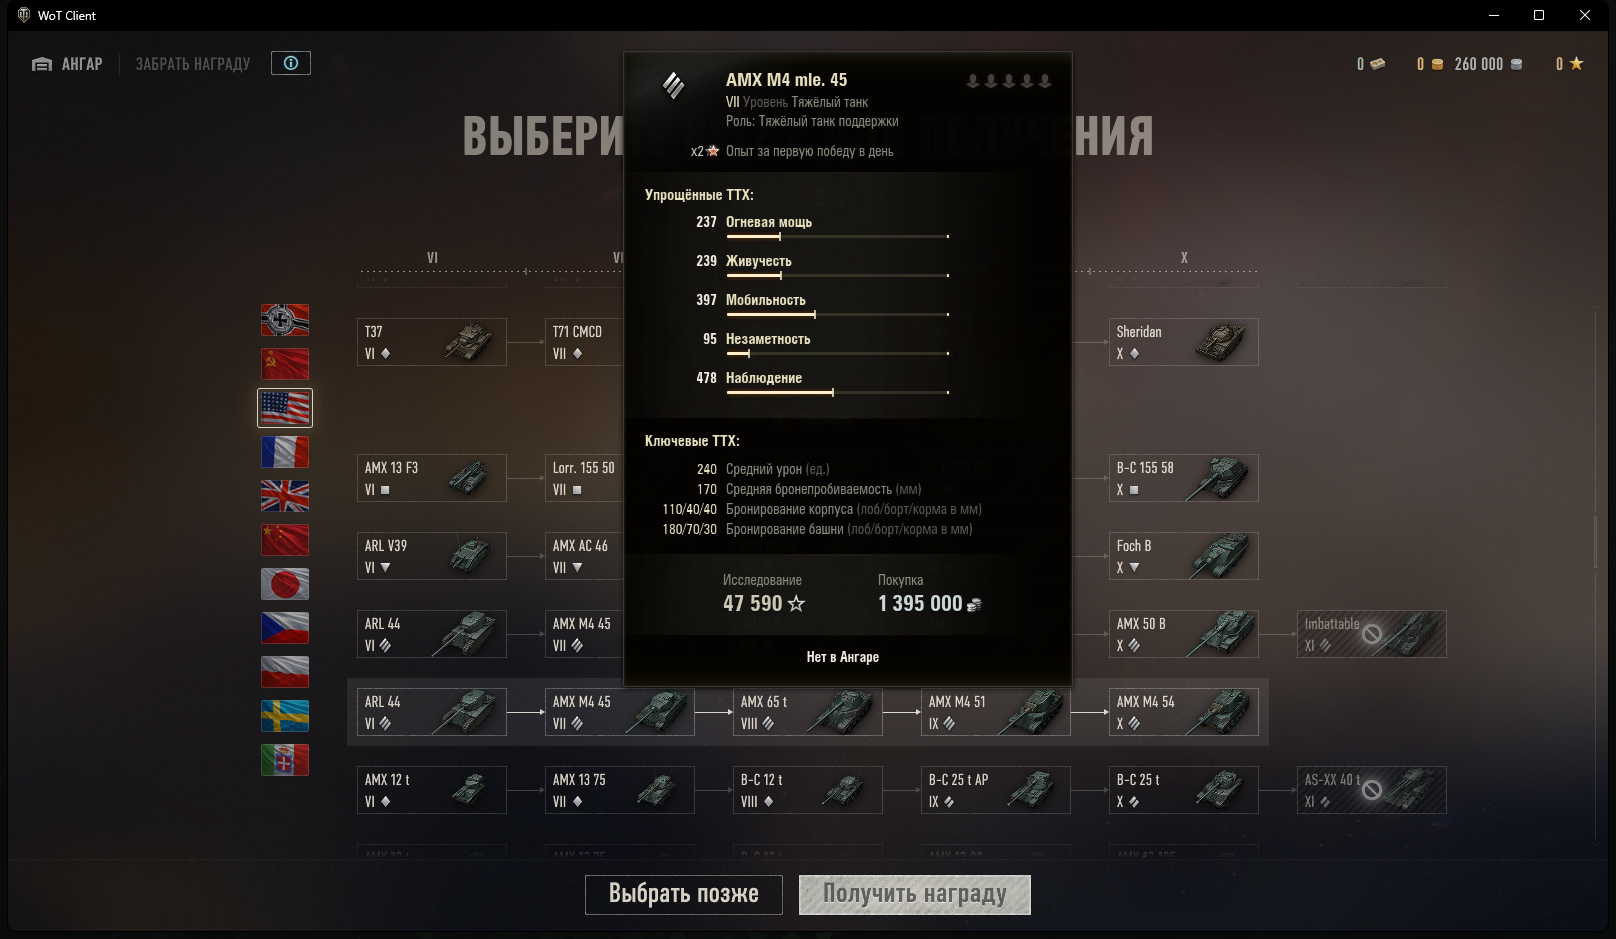 WoT Client
АНГАР
ЗАБРАТЬ НАГРАДУ
0
0
260 000
0
ВЫБЕРИ
НИЯ
AMX M4 mle. 45
VII Уровень Тяжёлый танк
Роль: Тяжёлый танк поддержки
x2 Опыт за первую победу в день
Упрощённые ТТХ:
237 Огневая мощь
239 Живучесть
397 Мобильность
95 Незаметность
478 Наблюдение
Ключевые ТТХ:
240 Средний урон (ед.)
170 Средняя бронепробиваемость (мм)
110/40/40 Бронирование корпуса (лоб/борт/корма в мм)
180/70/30 Бронирование башни (лоб/борт/корма в мм)
Исследование
47 590
Покупка
1 395 000
Нет в Ангаре
VI
X
T37
VI
T71 CMCD
VII
Sheridan
X
AMX 13 F3
VI
Lorr. 155 50
VII
B-C 155 58
X
ARL V39
VI
AMX AC 46
VII
Foch B
X
ARL 44
VI
AMX M4 45
VII
AMX 50 B
X
Imbattable
XI
ARL 44
VI
AMX M4 45
VII
AMX 65 t
VIII
AMX M4 51
IX
AMX M4 54
X
AMX 12 t
VI
AMX 13 75
VII
B-C 12 t
VIII
B-C 25 t AP
IX
B-C 25 t
X
AS-XX 40 t
XI
Выбрать позже
Получить награду